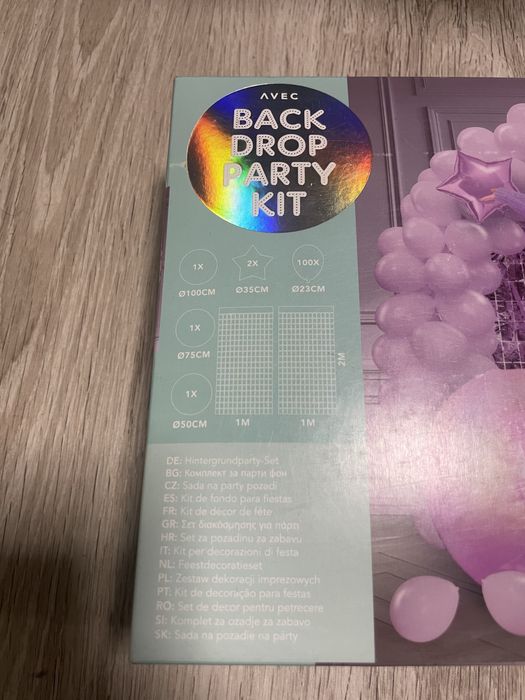 AVEC
BACK
DROP
PARTY
KIT
1X
2X
100X
Ø100CM
Ø35CM
Ø23CM
1X
Ø75CM
2M
1X
Ø50CM
1M
1M
DE: Hintergrundparty-Set
BG: Комплект за парти фон
CZ: Sada na party pozedí
ES: Kit de fondo para fiestas
FR: Kit de décor de fête
GR: Σετ διακόσμησης για πάρτι
HR: Set za pozadinu za zabavu
IT: Kit per decorazioni di festa
NL: Feestdecoratieset
PL: Zestaw dekoracji imprezowych
PT: Kit de decoração para festas
RO: Set de decor pentru petrecere
SI: Komplet za ozadje za zabavo
SK: Sada na pozadie na párty